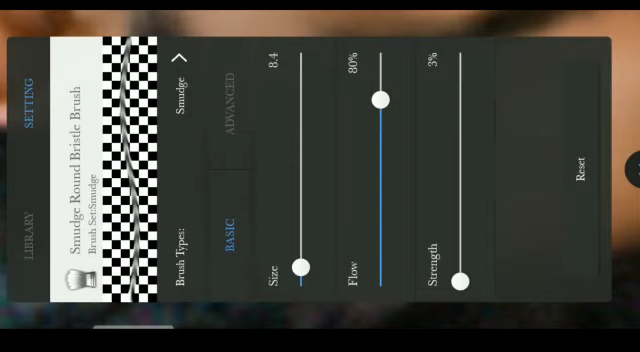 LIBRARY SETTING
Smudge Round Bristle Brush
Brush Set:Smudge
Brush Types: Smudge
BASIC ADVANCED
Size 8.4
Flow 80%
Strength 3%
Reset